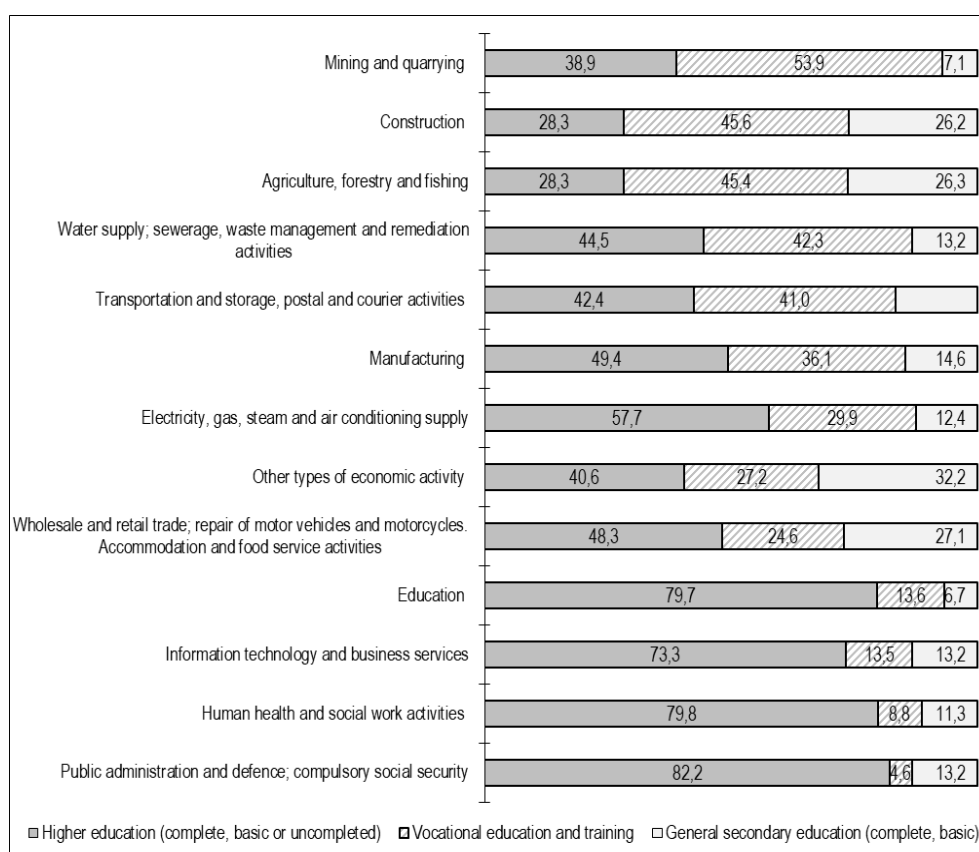 Mining and quarrying
38,9 53,9 7,1
Construction
28,3 45,6 26,2
Agriculture, forestry and fishing
28,3 45,4 26,3
Water supply; sewerage, waste management and remediation
activities
44,5 42,3 13,2
Transportation and storage, postal and courier activities
42,4 41,0
Manufacturing
49,4 36,1 14,6
Electricity, gas, steam and air conditioning supply
57,7 29,9 12,4
Other types of economic activity
40,6 27,2 32,2
Wholesale and retail trade; repair of motor vehicles and motorcycles.
Accommodation and food service activities
48,3 24,6 27,1
Education
79,7 13,6 6,7
Information technology and business services
73,3 13,5 13,2
Human health and social work activities
79,8 8,8 11,3
Public administration and defence; compulsory social security
82,2 4,6 13,2
Higher education (complete, basic or uncompleted) Vocational education and training General secondary education (complete, basic)